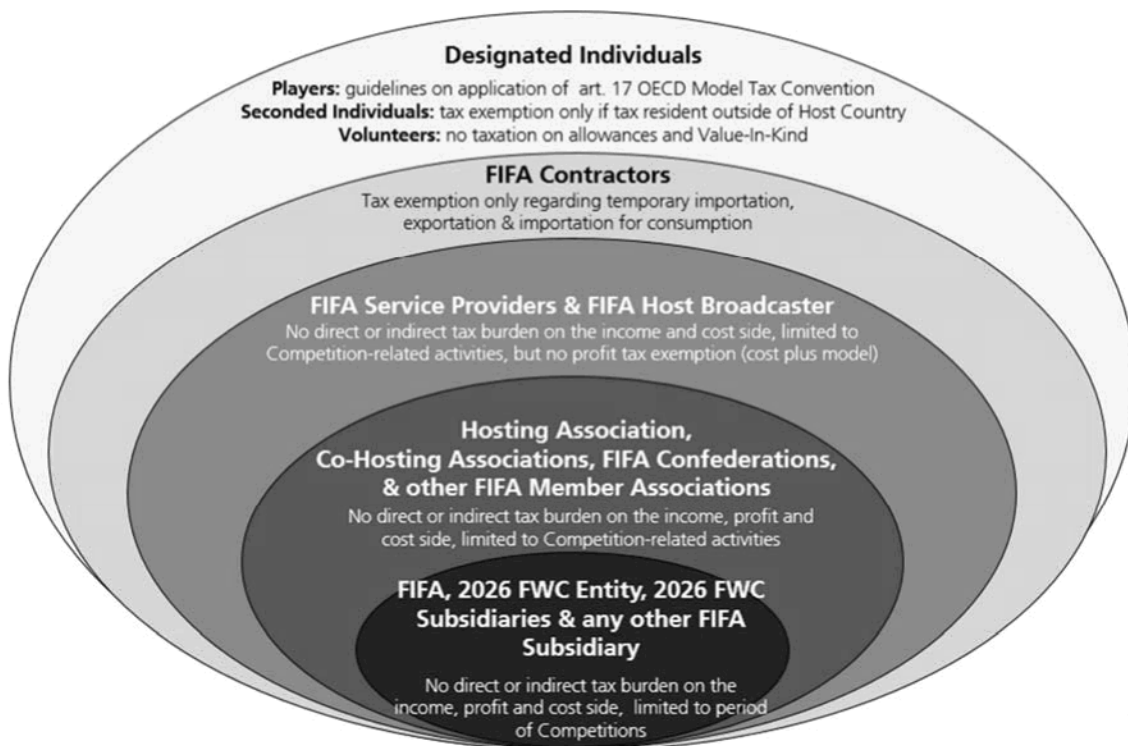 Designated Individuals
Players: guidelines on application of art. 17 OECD Model Tax Convention
Seconded Individuals: tax exemption only if tax resident outside of Host Country
Volunteers: no taxation on allowances and Value-In-Kind
FIFA Contractors
Tax exemption only regarding temporary importation,
exportation & importation for consumption
FIFA Service Providers & FIFA Host Broadcaster
No direct or indirect tax burden on the income and cost side, limited to
Competition-related activities, but no profit tax exemption (cost plus model)
Hosting Association,
Co-Hosting Associations, FIFA Confederations,
& other FIFA Member Associations
No direct or indirect tax burden on the income, profit and
cost side, limited to Competition-related activities
FIFA, 2026 FWC Entity, 2026 FWC
Subsidiaries & any other FIFA
Subsidiary
No direct or indirect tax burden on the
income, profit and cost side, limited to period
of Competitions